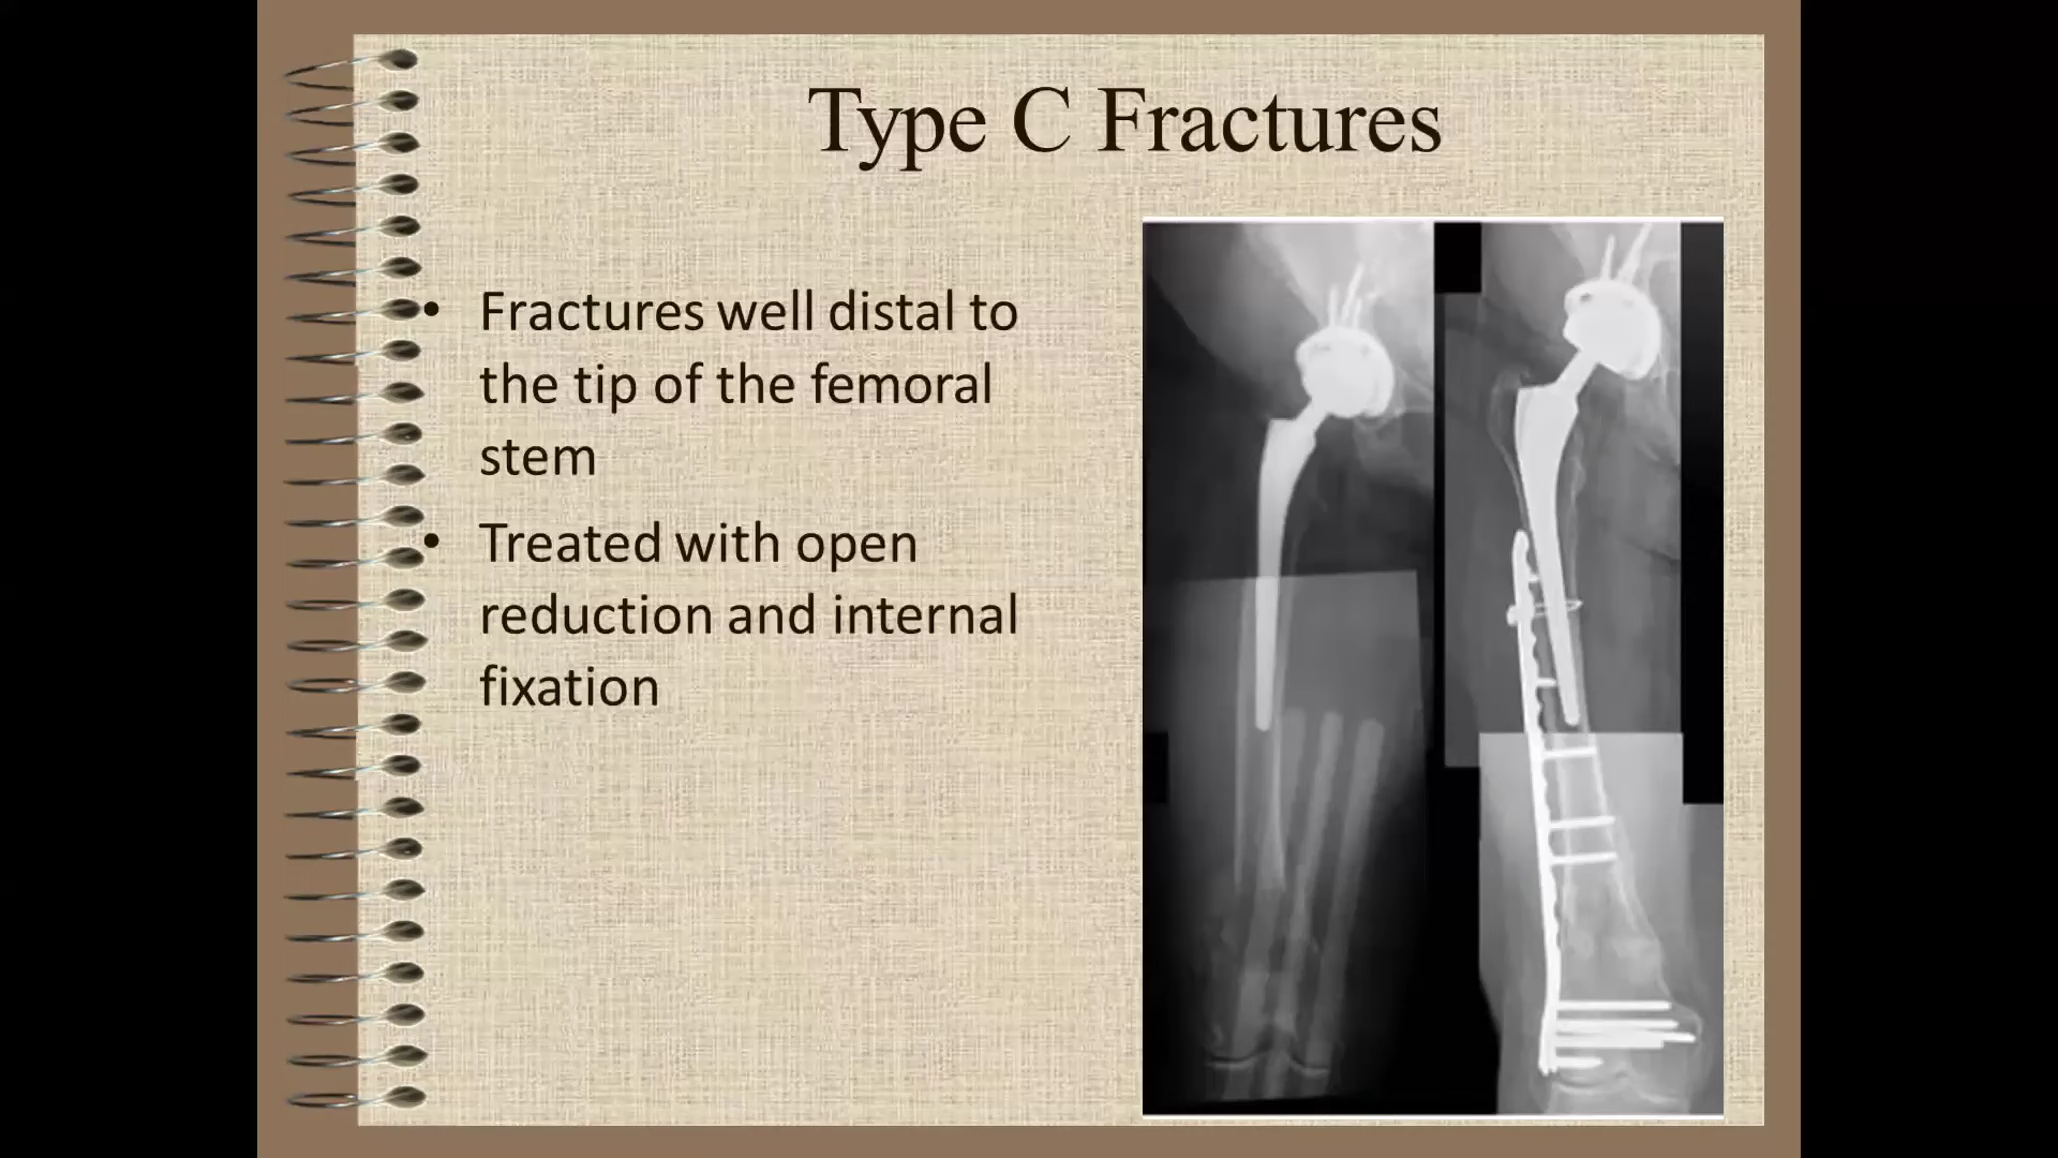 Type C Fractures
• Fractures well distal to
the tip of the femoral
stem
• Treated with open
reduction and internal
fixation